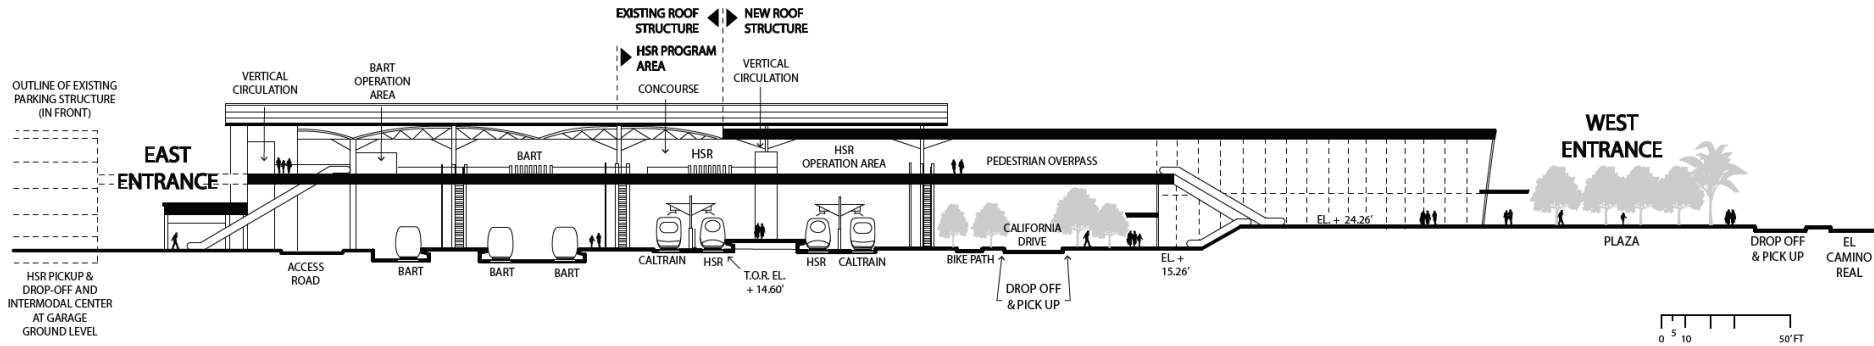 EXISTING ROOF
STRUCTURE
NEW ROOF
STRUCTURE
HSR PROGRAM
AREA
OUTLINE OF EXISTING
PARKING STRUCTURE
(IN FRONT)
VERTICAL
CIRCULATION
BART
OPERATION
AREA
CONCOURSE
VERTICAL
CIRCULATION
EAST
ENTRANCE
BART
HSR
HSR
OPERATION AREA
PEDESTRIAN OVERPASS
WEST
ENTRANCE
CALIFORNIA
DRIVE
EL. + 24.26'
HSR PICKUP &
DROP-OFF AND
INTERMODAL CENTER
AT GARAGE
GROUND LEVEL
ACCESS
ROAD
BART
BART
BART
CALTRAIN
HSR
T.O.R. EL.
+ 14.60'
HSR
CALTRAIN
BIKE PATH
DROP OFF
& PICK UP
EL. +
15.26'
PLAZA
DROP OFF
& PICK UP
EL
CAMINO
REAL
0 5 10 50' FT